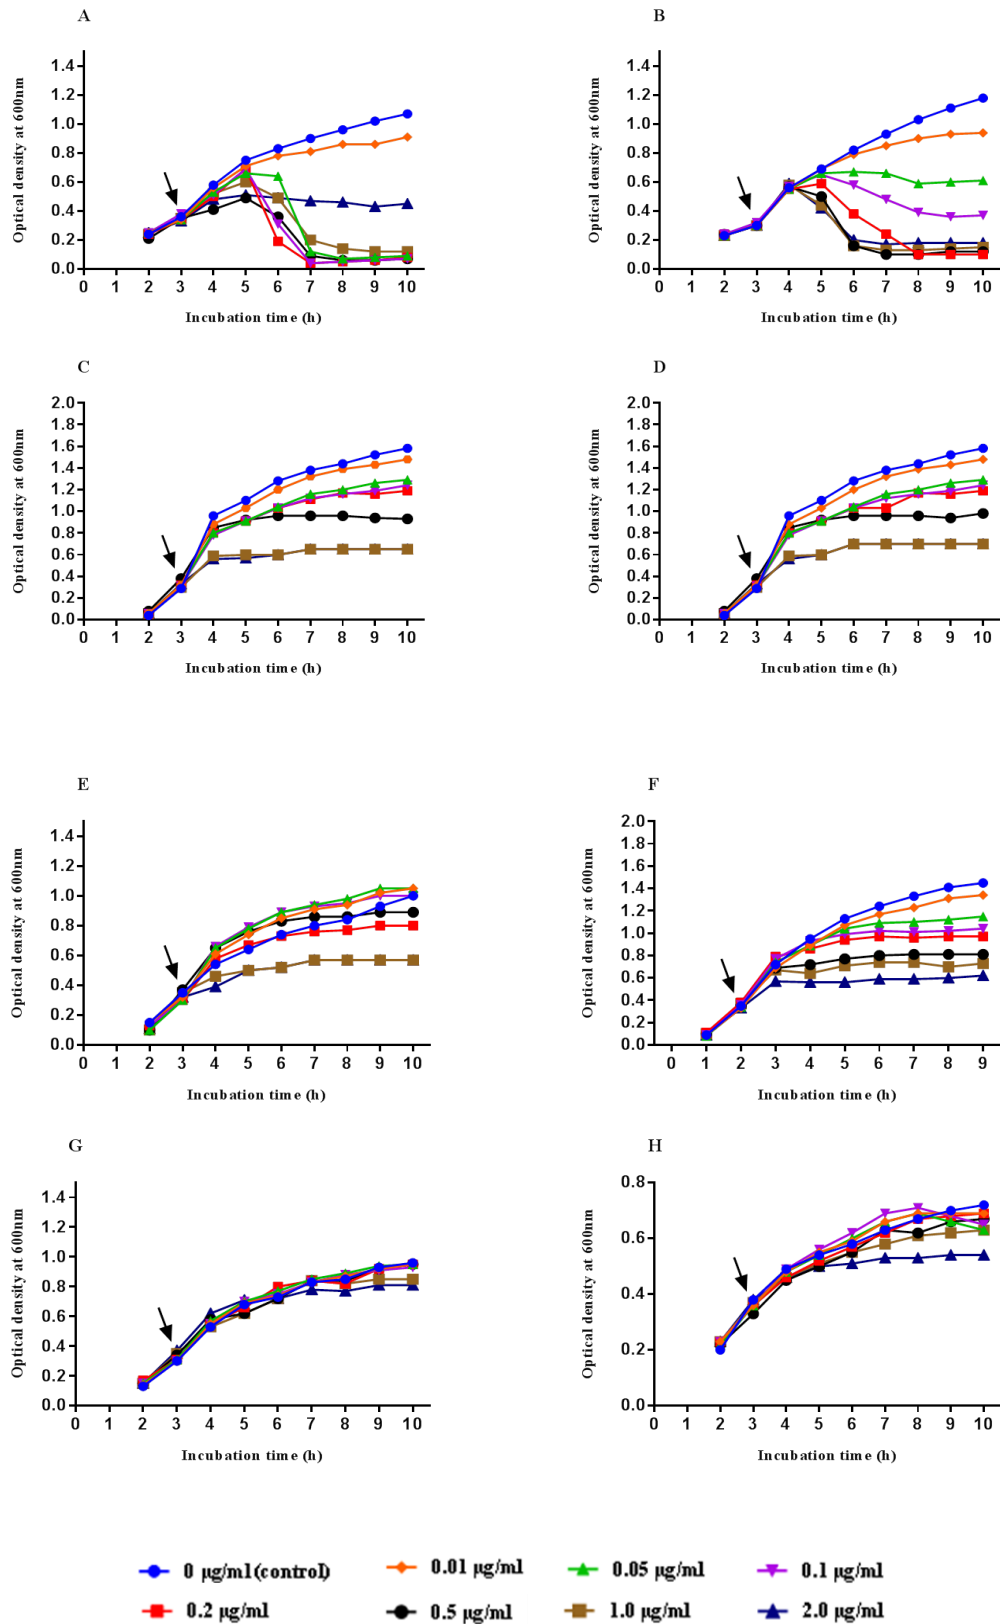 A
B
Optical density at 600nm
1.4
1.2
1.0
0.8
0.6
0.4
0.2
0.0
0 1 2 3 4 5 6 7 8 9 10
Incubation time (h)
Optical density at 600nm
1.4
1.2
1.0
0.8
0.6
0.4
0.2
0.0
0 1 2 3 4 5 6 7 8 9 10
Incubation time (h)
C
D
Optical density at 600nm
2.0
1.8
1.6
1.4
1.2
1.0
0.8
0.6
0.4
0.2
0.0
0 1 2 3 4 5 6 7 8 9 10
Incubation time (h)
Optical density at 600nm
2.0
1.8
1.6
1.4
1.2
1.0
0.8
0.6
0.4
0.2
0.0
0 1 2 3 4 5 6 7 8 9 10
Incubation time (h)
E
F
Optical density at 600nm
1.4
1.2
1.0
0.8
0.6
0.4
0.2
0.0
0 1 2 3 4 5 6 7 8 9 10
Incubation time (h)
Optical density at 600nm
2.0
1.8
1.6
1.4
1.2
1.0
0.8
0.6
0.4
0.2
0.0
0 1 2 3 4 5 6 7 8 9
Incubation time (h)
G
H
Optical density at 600nm
1.4
1.2
1.0
0.8
0.6
0.4
0.2
0.0
0 1 2 3 4 5 6 7 8 9 10
Incubation time (h)
Optical density at 600nm
0.8
0.6
0.4
0.2
0.0
0 1 2 3 4 5 6 7 8 9 10
Incubation time (h)
0 µg/ml(control) 0.01 µg/ml 0.05 µg/ml 0.1 µg/ml
0.2 µg/ml 0.5 µg/ml 1.0 µg/ml 2.0 µg/ml